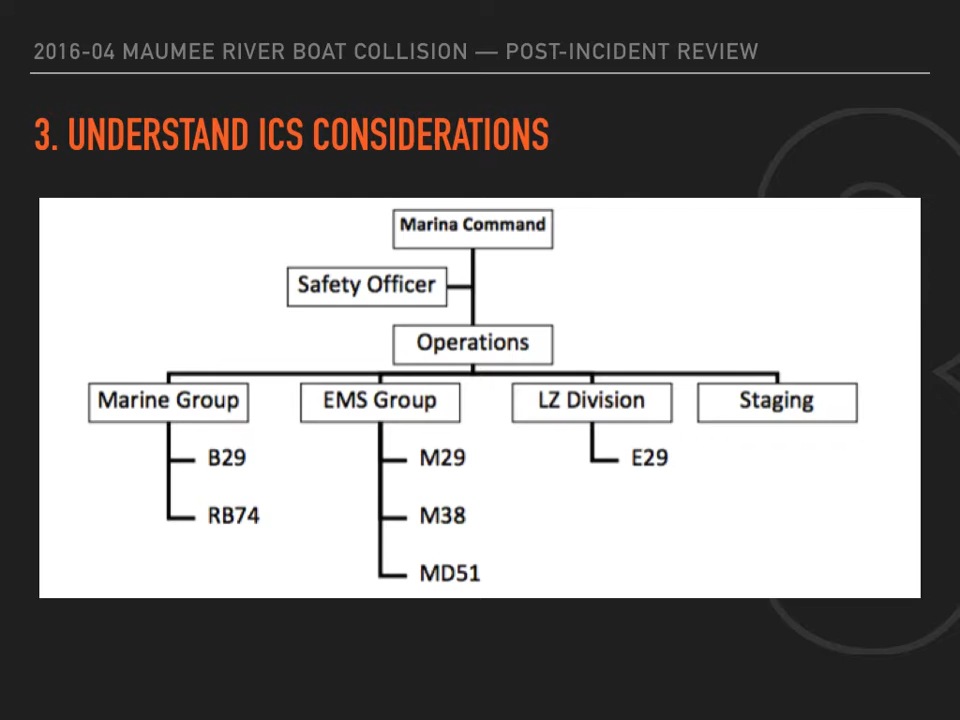 2016-04 MAUMEE RIVER BOAT COLLISION — POST-INCIDENT REVIEW
3. UNDERSTAND ICS CONSIDERATIONS
Marina Command
Safety Officer
Operations
Marine Group
EMS Group
LZ Division
Staging
B29
M29
E29
RB74
M38
MD51